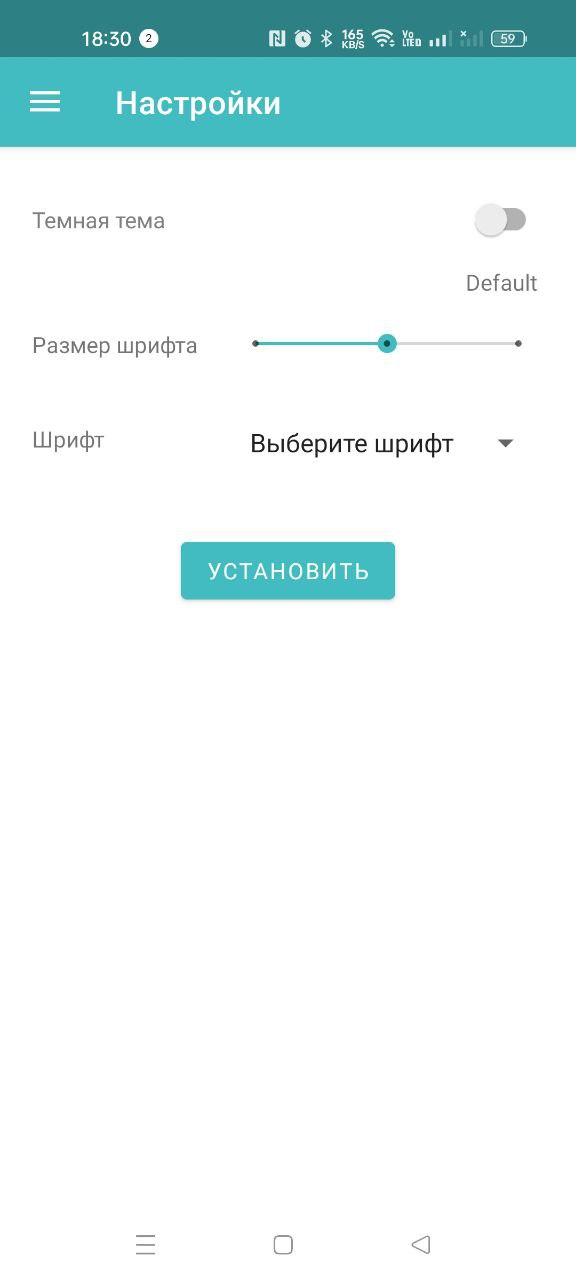 18:30 2 165 KB/S Vo LTE 59
Настройки
Темная тема
Default
Размер шрифта
Шрифт Выберите шрифт
УСТАНОВИТЬ